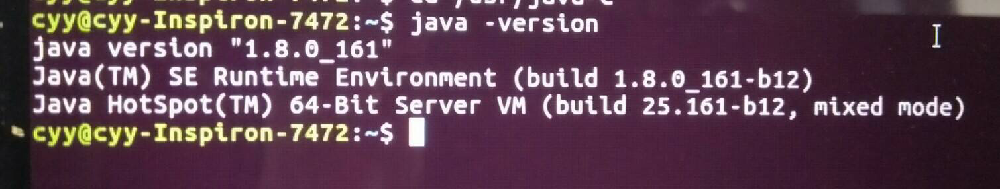 cyy@cyy-Inspiron-7472:~$ java -version
java version "1.8.0_161"
Java(TM) SE Runtime Environment (build 1.8.0_161-b12)
Java HotSpot(TM) 64-Bit Server VM (build 25.161-b12, mixed mode)
cyy@cyy-Inspiron-7472:~$